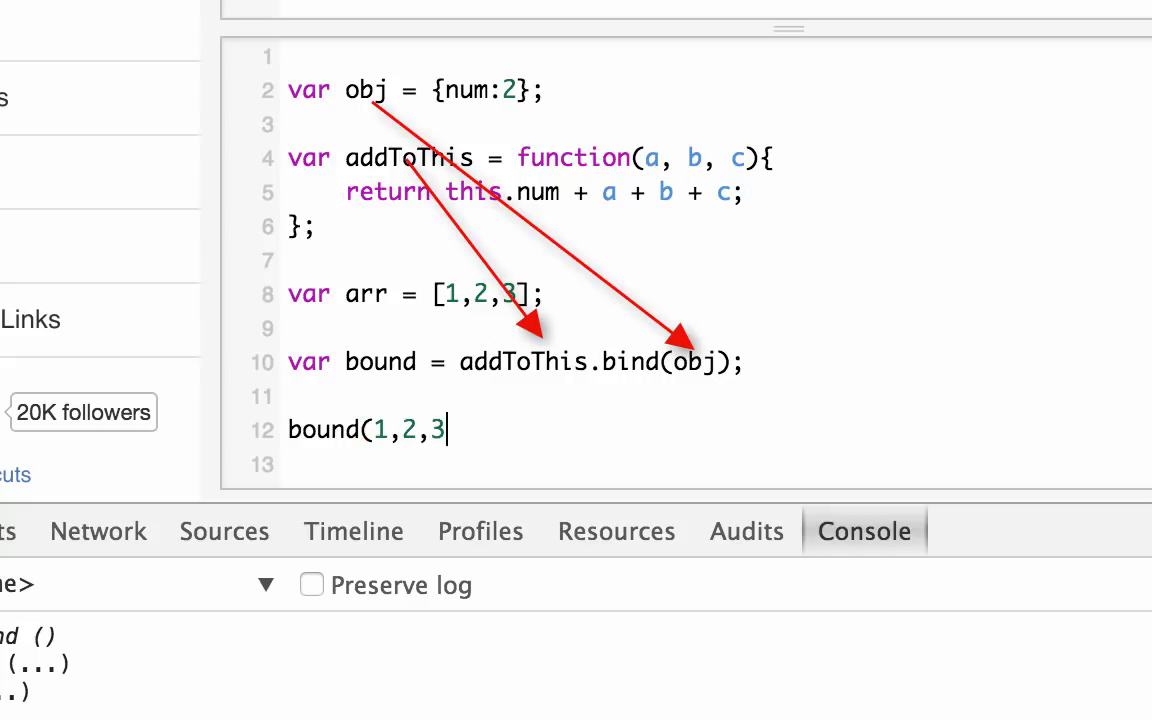 1
2 var obj = {num:2};
3
4 var addToThis = function(a, b, c){
5 return this.num + a + b + c;
6 };
7
8 var arr = [1,2,3];
9
10 var bound = addToThis.bind(obj);
11
12 bound(1,2,3
13
s
Links
20K followers
cuts
ts Network Sources Timeline Profiles Resources Audits Console
ne> ▼ Preserve log
nd ()
(...)
..)